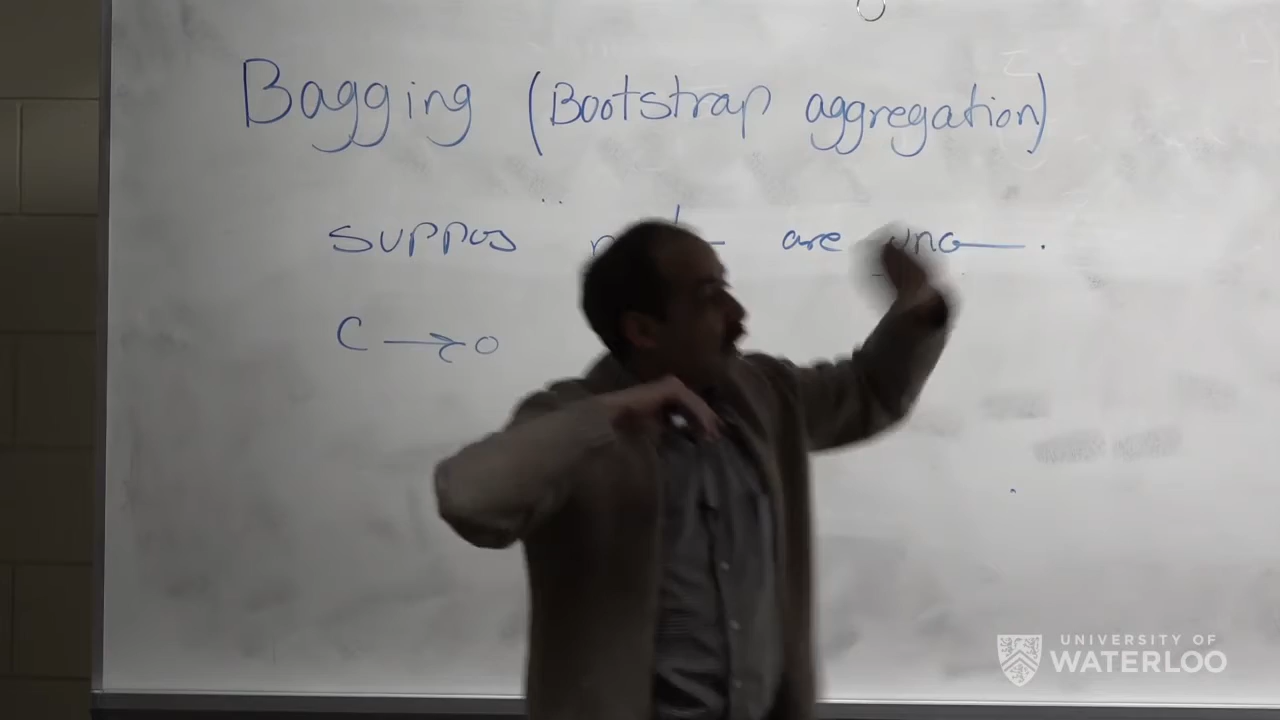 Bagging (Bootstrap aggregation)
suppos are
C → 0
UNIVERSITY OF
WATERLOO